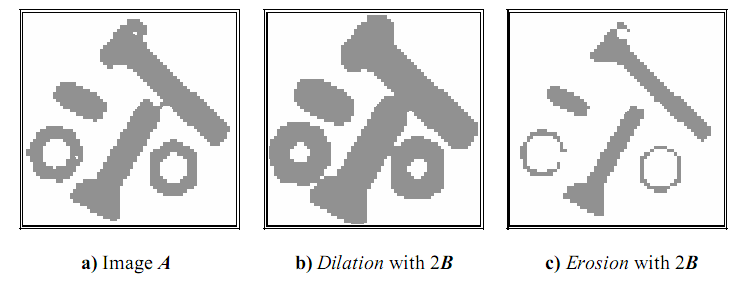 a) Image A
b) Dilation with 2B
c) Erosion with 2B